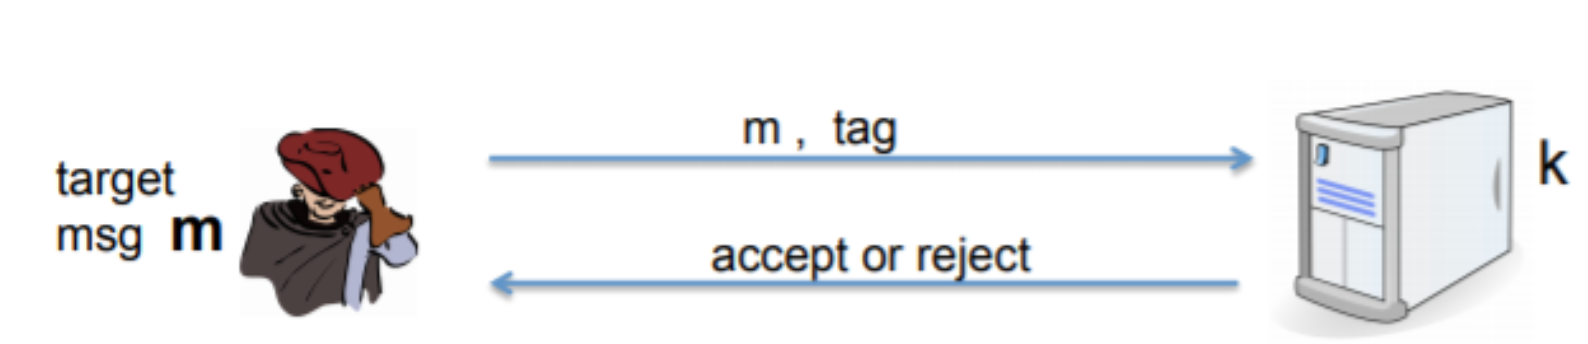 target
msg m
m , tag
accept or reject
k